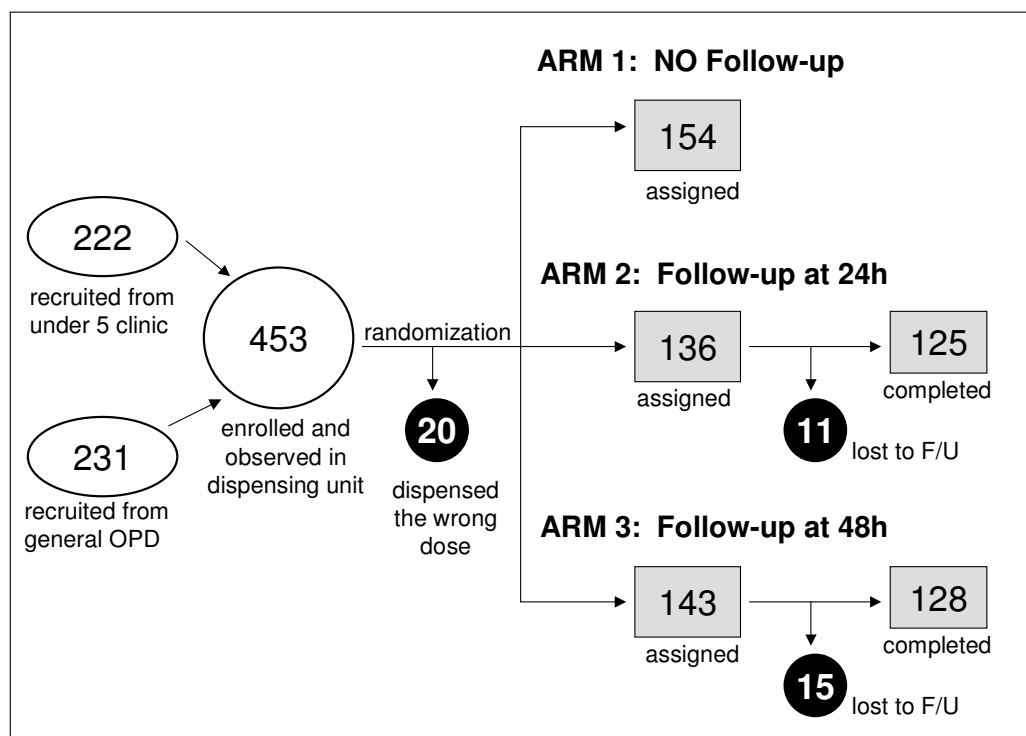 ARM 1: NO Follow-up
154
assigned
222
recruited from
under 5 clinic
453
enrolled and
observed in
dispensing unit
231
recruited from
general OPD
randomization
20
dispensed
the wrong
dose
ARM 2: Follow-up at 24h
136
assigned
125
completed
11
lost to F/U
ARM 3: Follow-up at 48h
143
assigned
128
completed
15
lost to F/U